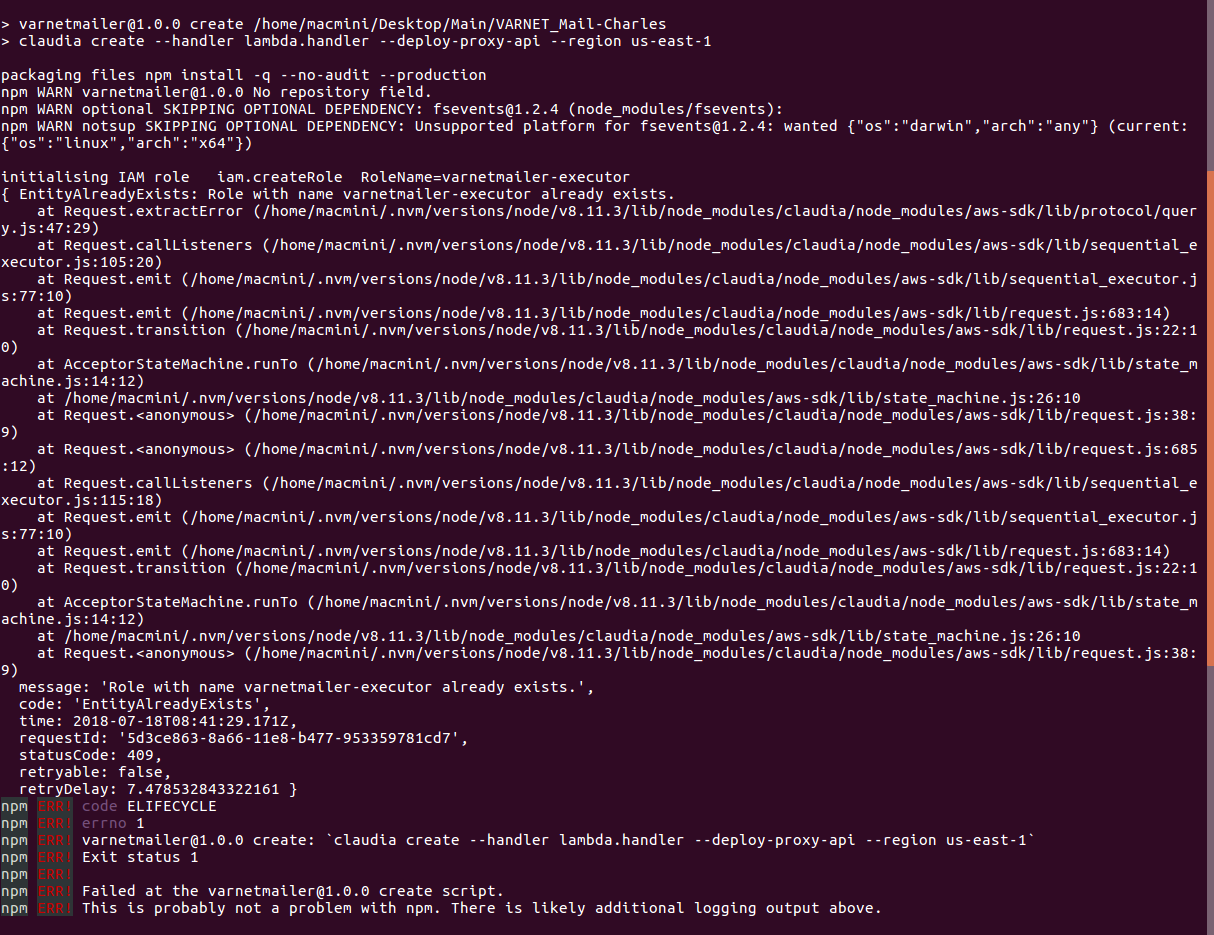 > varnetmailer@1.0.0 create /home/macmini/Desktop/Main/VARNET_Mail-Charles
> claudia create --handler lambda.handler --deploy-proxy-api --region us-east-1
packaging files npm install -q --no-audit --production
npm WARN varnetmailer@1.0.0 No repository field.
npm WARN optional SKIPPING OPTIONAL DEPENDENCY: fsevents@1.2.4 (node_modules/fsevents):
npm WARN notsup SKIPPING OPTIONAL DEPENDENCY: Unsupported platform for fsevents@1.2.4: wanted {"os":"darwin","arch":"any"} (current:
{"os":"linux","arch":"x64"})
initialising IAM role   iam.createRole  RoleName=varnetmailer-executor
{ EntityAlreadyExists: Role with name varnetmailer-executor already exists.
    at Request.extractError (/home/macmini/.nvm/versions/node/v8.11.3/lib/node_modules/claudia/node_modules/aws-sdk/lib/protocol/quer
y.js:47:29)
    at Request.callListeners (/home/macmini/.nvm/versions/node/v8.11.3/lib/node_modules/claudia/node_modules/aws-sdk/lib/sequential_e
xecutor.js:105:20)
    at Request.emit (/home/macmini/.nvm/versions/node/v8.11.3/lib/node_modules/claudia/node_modules/aws-sdk/lib/sequential_executor.j
s:77:10)
    at Request.emit (/home/macmini/.nvm/versions/node/v8.11.3/lib/node_modules/claudia/node_modules/aws-sdk/lib/request.js:683:14)
    at Request.transition (/home/macmini/.nvm/versions/node/v8.11.3/lib/node_modules/claudia/node_modules/aws-sdk/lib/request.js:22:1
0)
    at AcceptorStateMachine.runTo (/home/macmini/.nvm/versions/node/v8.11.3/lib/node_modules/claudia/node_modules/aws-sdk/lib/state_m
achine.js:14:12)
    at /home/macmini/.nvm/versions/node/v8.11.3/lib/node_modules/claudia/node_modules/aws-sdk/lib/state_machine.js:26:10
    at Request.<anonymous> (/home/macmini/.nvm/versions/node/v8.11.3/lib/node_modules/claudia/node_modules/aws-sdk/lib/request.js:38:
9)
    at Request.<anonymous> (/home/macmini/.nvm/versions/node/v8.11.3/lib/node_modules/claudia/node_modules/aws-sdk/lib/request.js:685
:12)
    at Request.callListeners (/home/macmini/.nvm/versions/node/v8.11.3/lib/node_modules/claudia/node_modules/aws-sdk/lib/sequential_e
xecutor.js:115:18)
    at Request.emit (/home/macmini/.nvm/versions/node/v8.11.3/lib/node_modules/claudia/node_modules/aws-sdk/lib/sequential_executor.j
s:77:10)
    at Request.emit (/home/macmini/.nvm/versions/node/v8.11.3/lib/node_modules/claudia/node_modules/aws-sdk/lib/request.js:683:14)
    at Request.transition (/home/macmini/.nvm/versions/node/v8.11.3/lib/node_modules/claudia/node_modules/aws-sdk/lib/request.js:22:1
0)
    at AcceptorStateMachine.runTo (/home/macmini/.nvm/versions/node/v8.11.3/lib/node_modules/claudia/node_modules/aws-sdk/lib/state_m
achine.js:14:12)
    at /home/macmini/.nvm/versions/node/v8.11.3/lib/node_modules/claudia/node_modules/aws-sdk/lib/state_machine.js:26:10
    at Request.<anonymous> (/home/macmini/.nvm/versions/node/v8.11.3/lib/node_modules/claudia/node_modules/aws-sdk/lib/request.js:38:
9)
  message: 'Role with name varnetmailer-executor already exists.',
  code: 'EntityAlreadyExists',
  time: 2018-07-18T08:41:29.171Z,
  requestId: '5d3ce863-8a66-11e8-b477-953359781cd7',
  statusCode: 409,
  retryable: false,
  retryDelay: 7.478532843322161 }
npm ERR! code ELIFECYCLE
npm ERR! errno 1
npm ERR! varnetmailer@1.0.0 create: `claudia create --handler lambda.handler --deploy-proxy-api --region us-east-1`
npm ERR! Exit status 1
npm ERR!
npm ERR! Failed at the varnetmailer@1.0.0 create script.
npm ERR! This is probably not a problem with npm. There is likely additional logging output above.